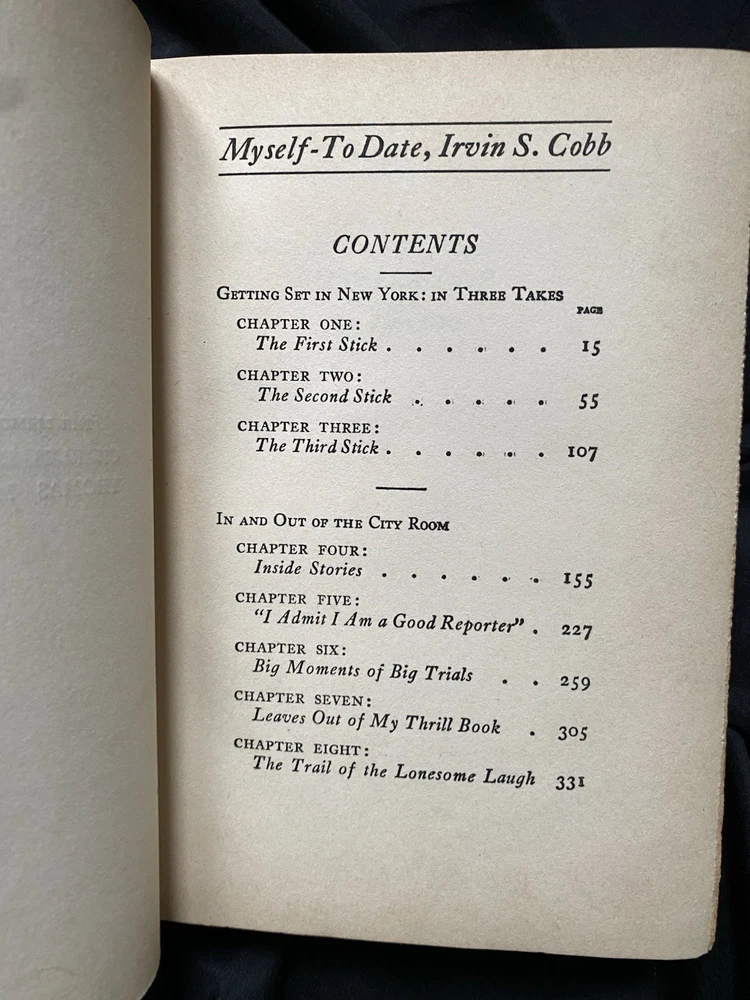 Myself-To Date, Irvin S. Cobb
CONTENTS
GETTING SET IN NEW YORK: IN THREE TAKES
PAGE
CHAPTER ONE:
The First Stick . . . . . . 15
CHAPTER TWO:
The Second Stick . . . . . 55
CHAPTER THREE:
The Third Stick . . . . . . 107
IN AND OUT OF THE CITY ROOM
CHAPTER FOUR:
Inside Stories . . . . . . 155
CHAPTER FIVE:
"I Admit I Am a Good Reporter" . 227
CHAPTER SIX:
Big Moments of Big Trials . . 259
CHAPTER SEVEN:
Leaves Out of My Thrill Book . 305
CHAPTER EIGHT:
The Trail of the Lonesome Laugh 331